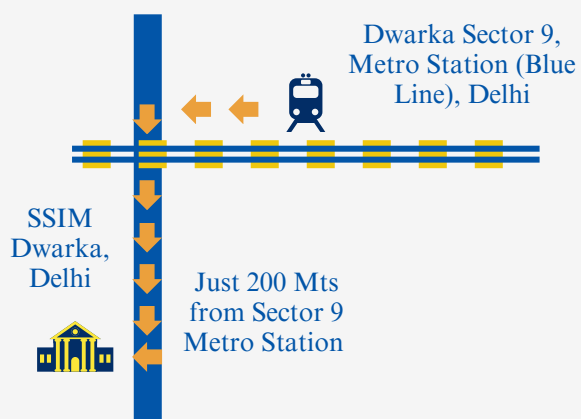 Dwarka Sector 9,
Metro Station (Blue
Line), Delhi
SSIM
Dwarka,
Delhi
Just 200 Mts
from Sector 9
Metro Station